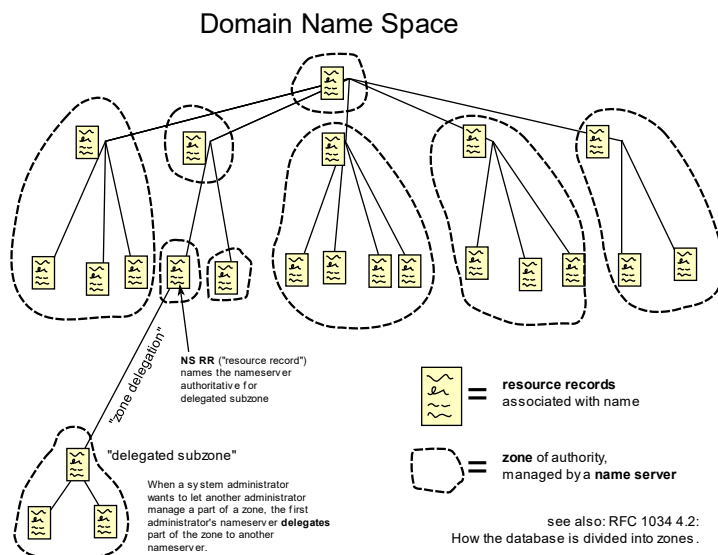 Domain Name Space
NS RR ("resource record")
names the nameserver
authoritative for
delegated subzone
"zone delegation"
"delegated subzone"
When a system administrator
wants to let another administrator
manage a part of a zone, the first
administrator's nameserver delegates
part of the zone to another
nameserver.
= resource records
associated with name
= zone of authority,
managed by a name server
see also: RFC 1034 4.2:
How the database is divided into zones.